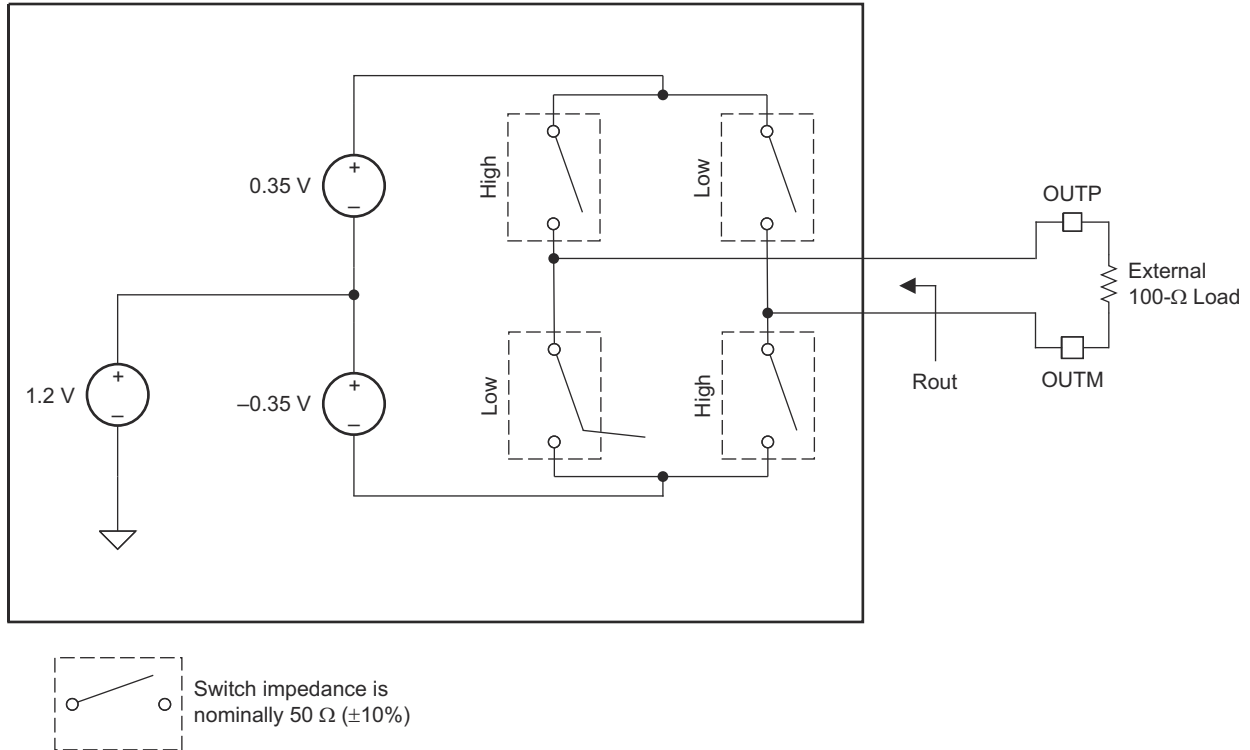 High
Low
0.35 V
+
–
OUTP
External
100-Ω Load
1.2 V
+
–
–0.35 V
+
–
Low
High
Rout
OUTM
Switch impedance is
nominally 50 Ω (±10%)